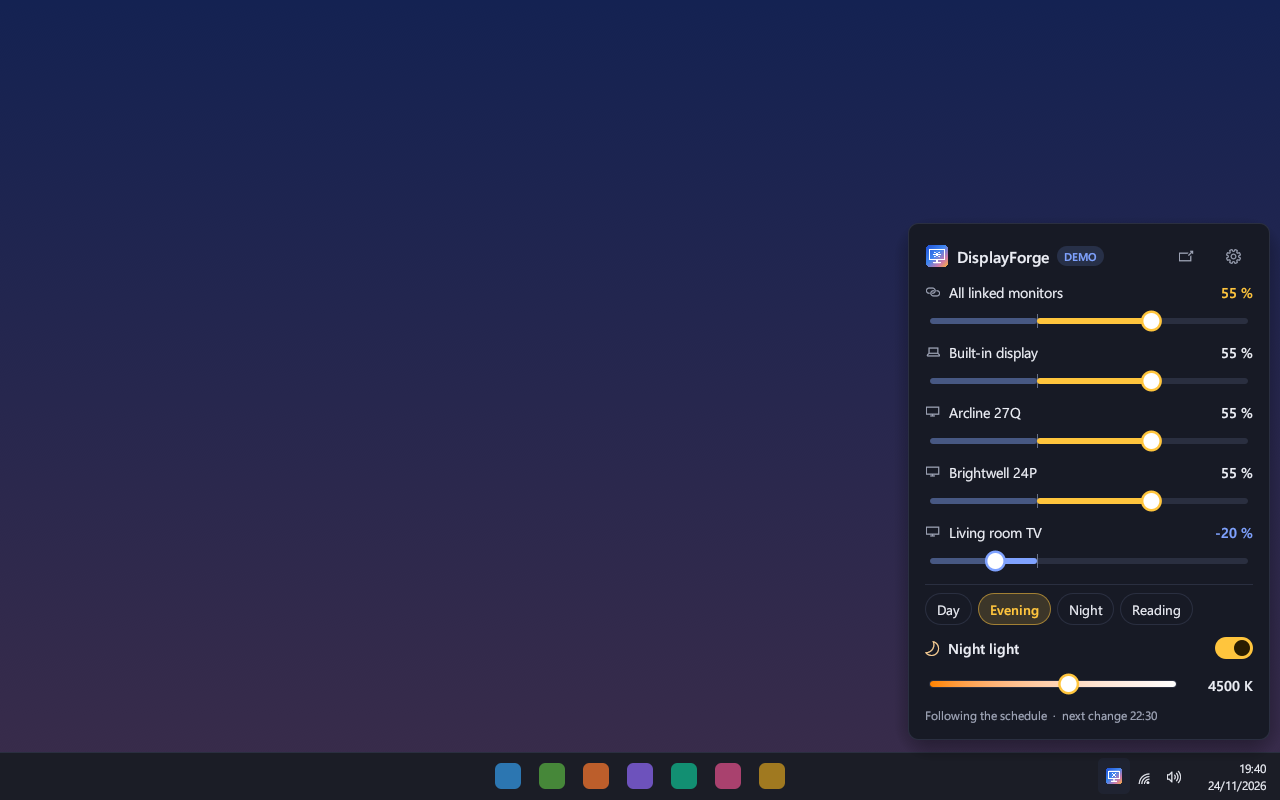 DisplayForge DEMO
All linked monitors 55 %
Built-in display 55 %
Arcline 27Q 55 %
Brightwell 24P 55 %
Living room TV -20 %
Day Evening Night Reading
Night light
4500 K
Following the schedule · next change 22:30
19:40
24/11/2026